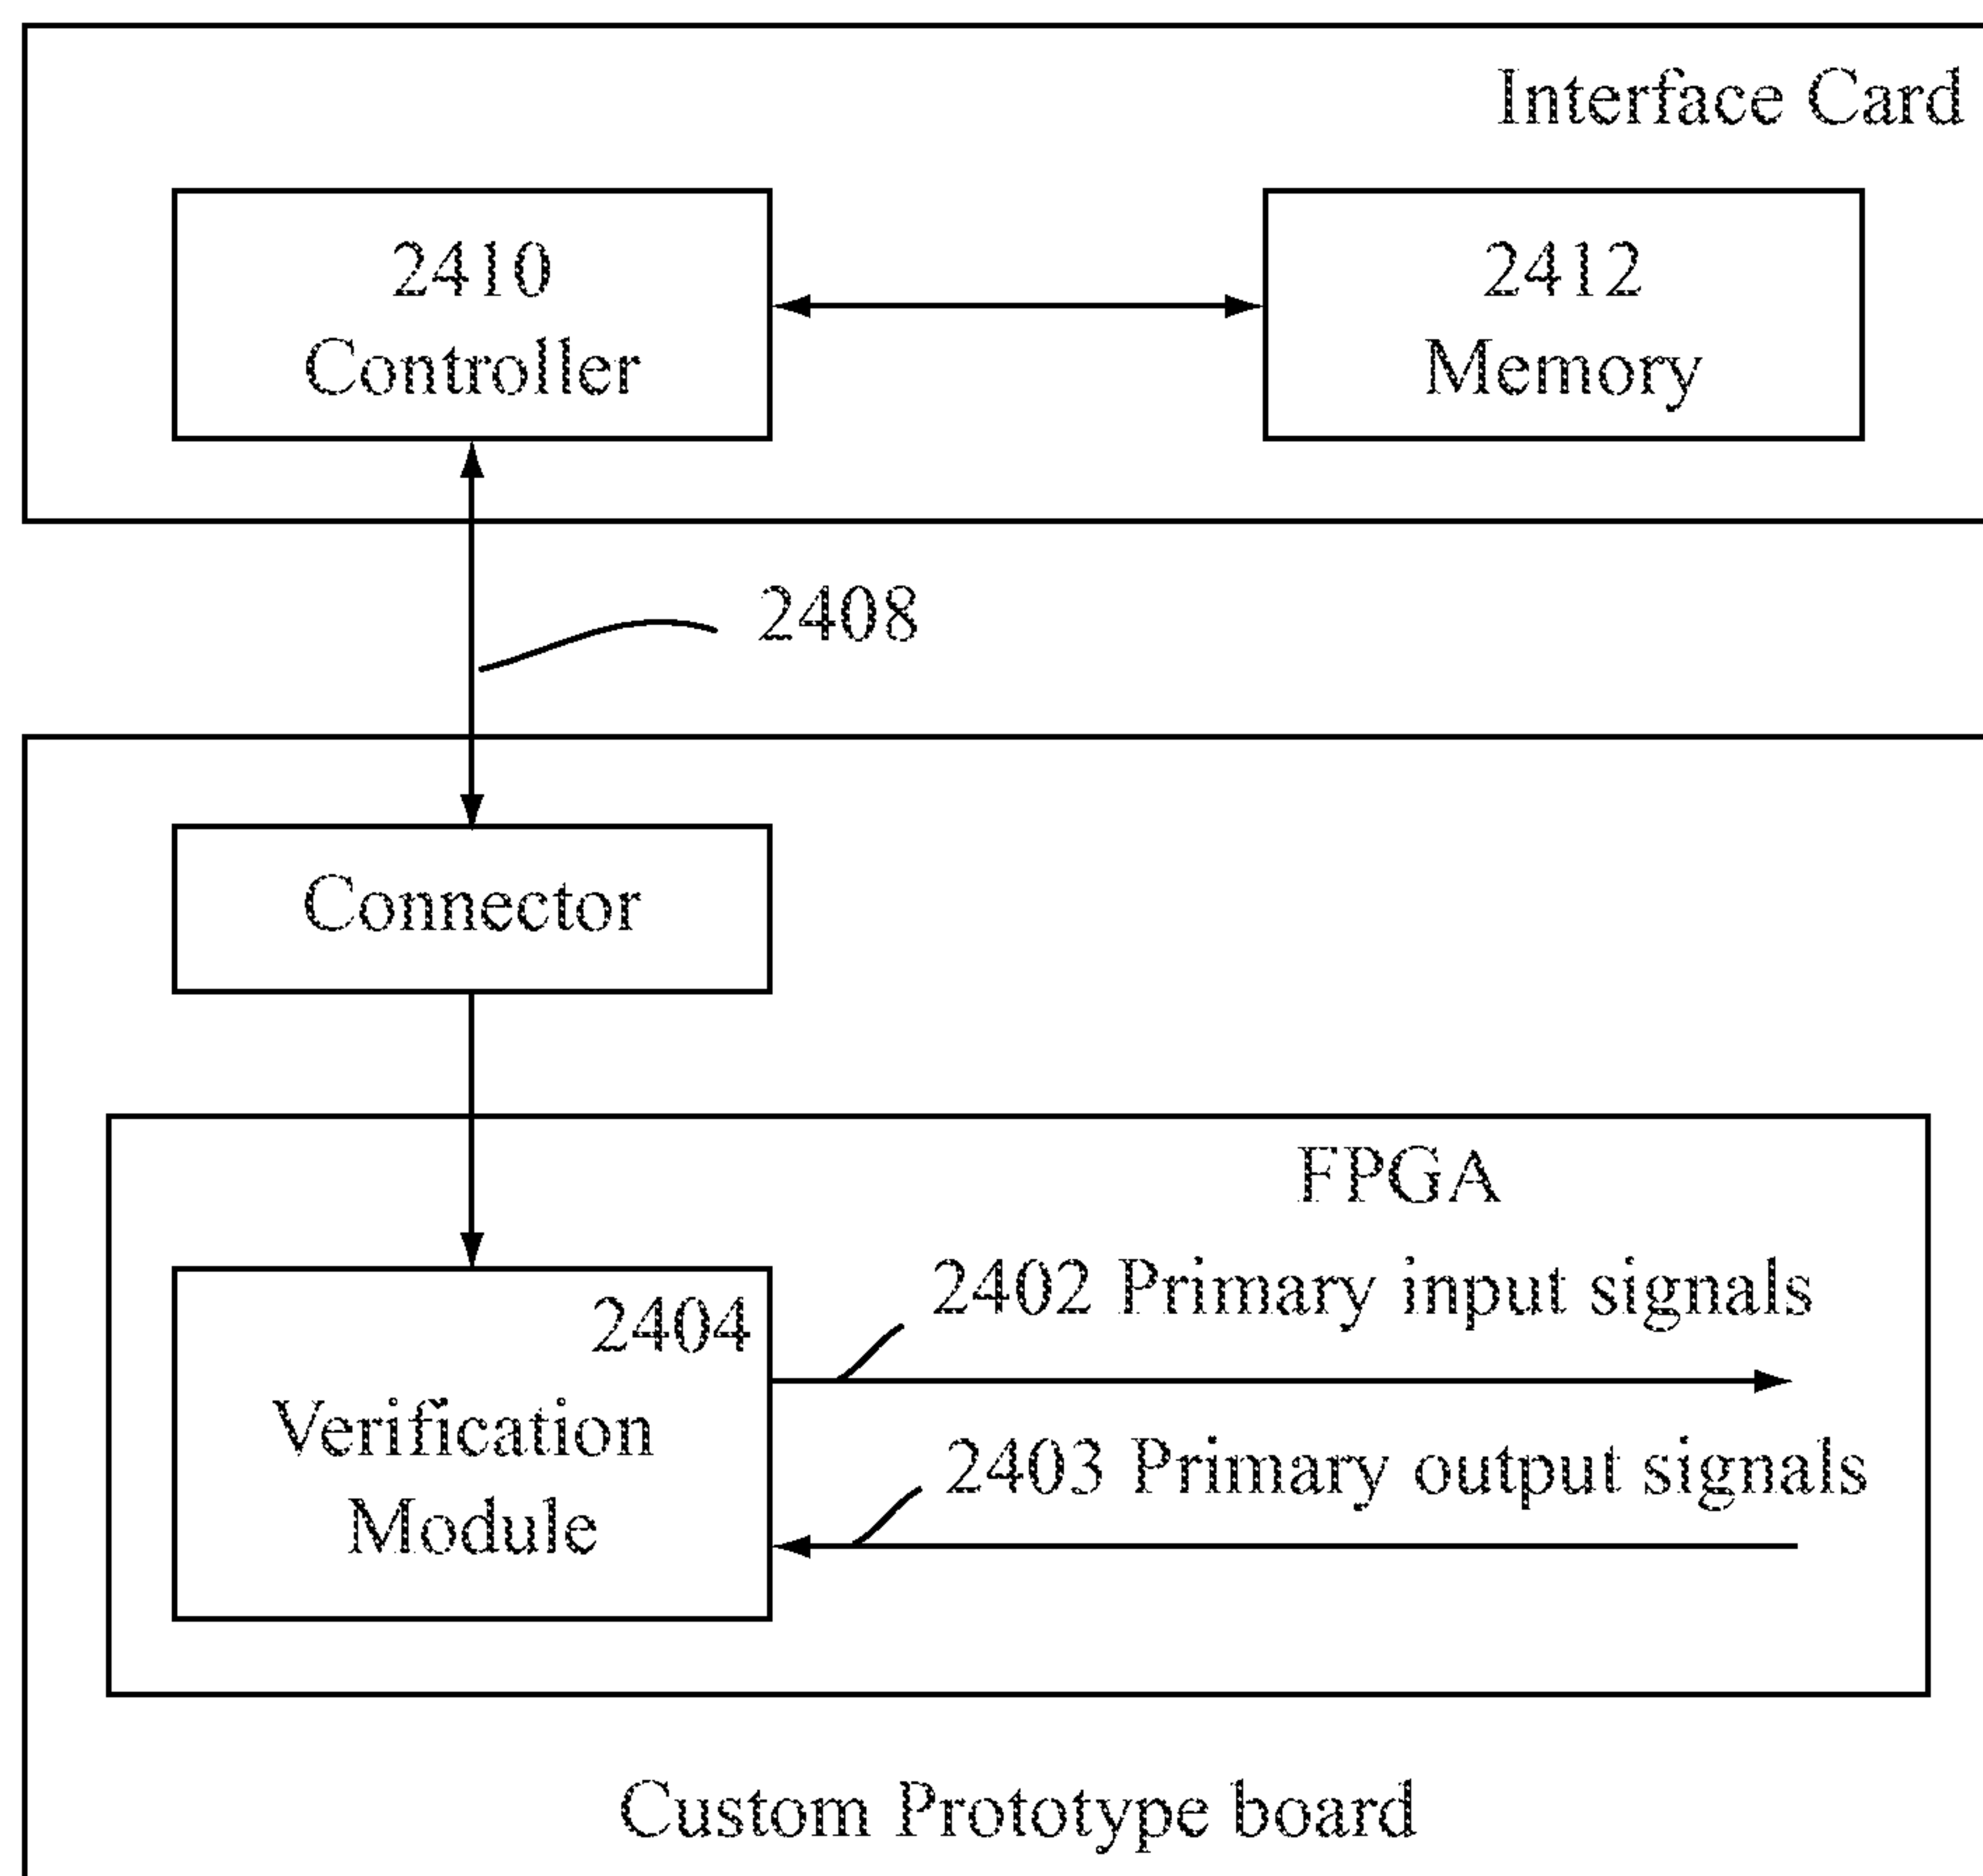 Interface Card
2410
Controller
2412
Memory
2408
Connector
FPGA
2402 Primary input signals
2404
Verification
Module
2403 Primary output signals
Custom Prototype board